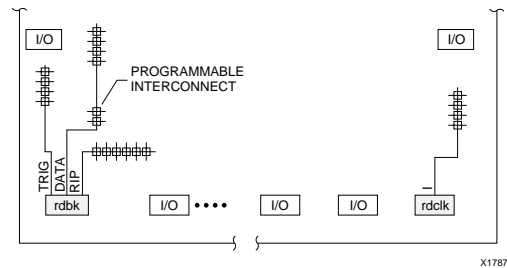 I/O
I/O
PROGRAMMABLE
INTERCONNECT
TRIG
DATA
RIP
I
rdbk
I/O
I/O
I/O
rdclk
X1787